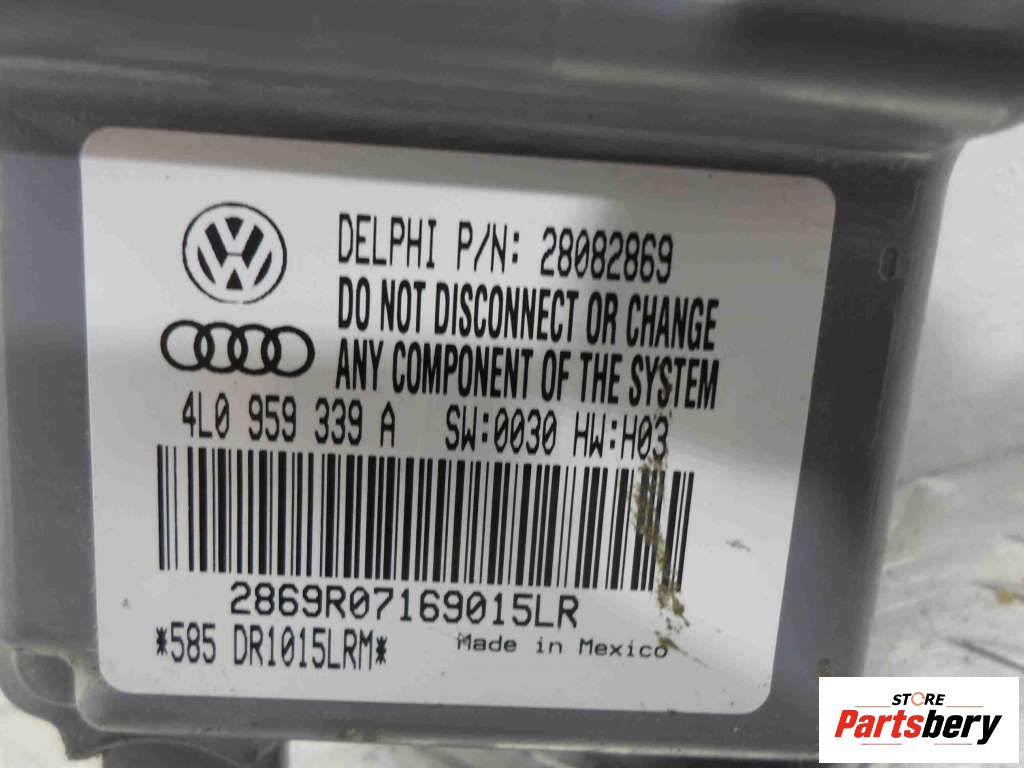 DELPHI P/N: 28082869
DO NOT DISCONNECT OR CHANGE
ANY COMPONENT OF THE SYSTEM
4L0 959 339 A SW:0030 HW:H03
2869R07169015LR
*585 DR1015LRM* Made in Mexico
STORE
Partsbery